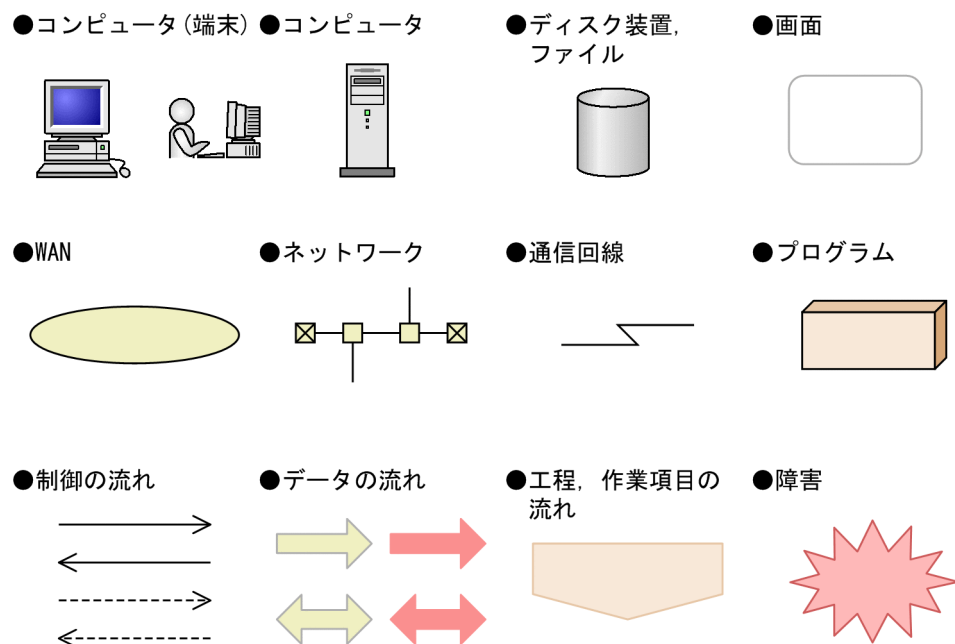 ●コンピュータ(端末)
●コンピュータ
●ディスク装置,
ファイル
●画面
●WAN
●ネットワーク
●通信回線
●プログラム
●制御の流れ
●データの流れ
●工程, 作業項目の
流れ
●障害